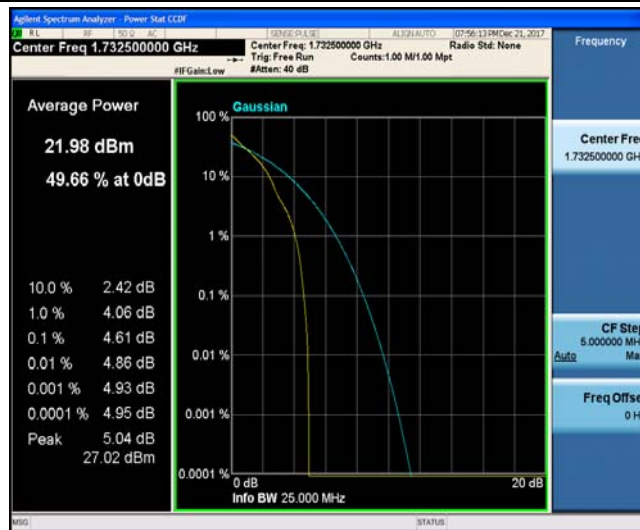 Agilent Spectrum Analyzer - Power Stat CCDF
RL RF 50 Ω AC SENSE:PULSE ALIGN AUTO 07:56:13 PM Dec 21, 2017
Center Freq 1.732500000 GHz
Center Freq: 1.732500000 GHz Radio Std: None
Trig: Free Run Counts:1.00 M/1.00 Mpt
#IFGain:Low #Atten: 40 dB
Frequency
Average Power
21.98 dBm
49.66 % at 0dB
10.0 % 2.42 dB
1.0 % 4.06 dB
0.1 % 4.61 dB
0.01 % 4.86 dB
0.001 % 4.93 dB
0.0001 % 4.95 dB
Peak 5.04 dB
27.02 dBm
Gaussian
100 %
10 %
1 %
0.1 %
0.01 %
0.001 %
0.0001 %
0 dB 20 dB
Info BW 25.000 MHz
Center Fre
1.732500000 GH
CF Step
5.000000 MH
Auto Ma
Freq Offse
0 H
MSG STATUS